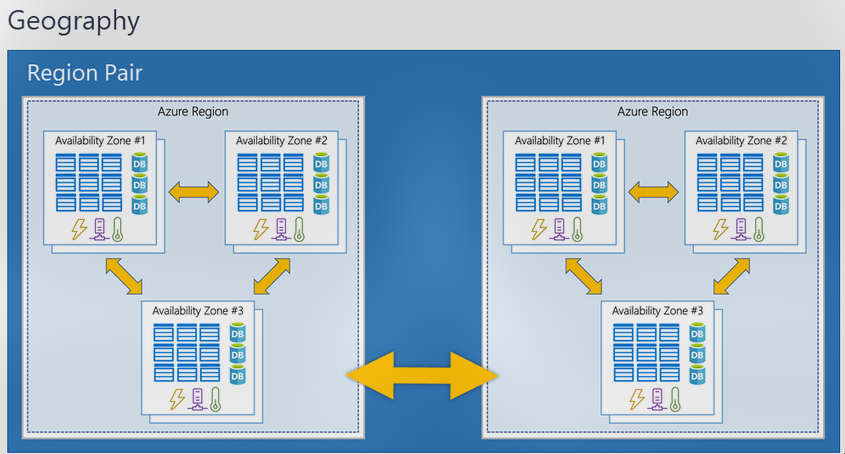 Geography
Region Pair
Azure Region
Availability Zone #1
DB
DB
DB
Availability Zone #2
DB
DB
DB
Availability Zone #3
DB
DB
DB
Azure Region
Availability Zone #1
DB
DB
DB
Availability Zone #2
DB
DB
DB
Availability Zone #3
DB
DB
DB